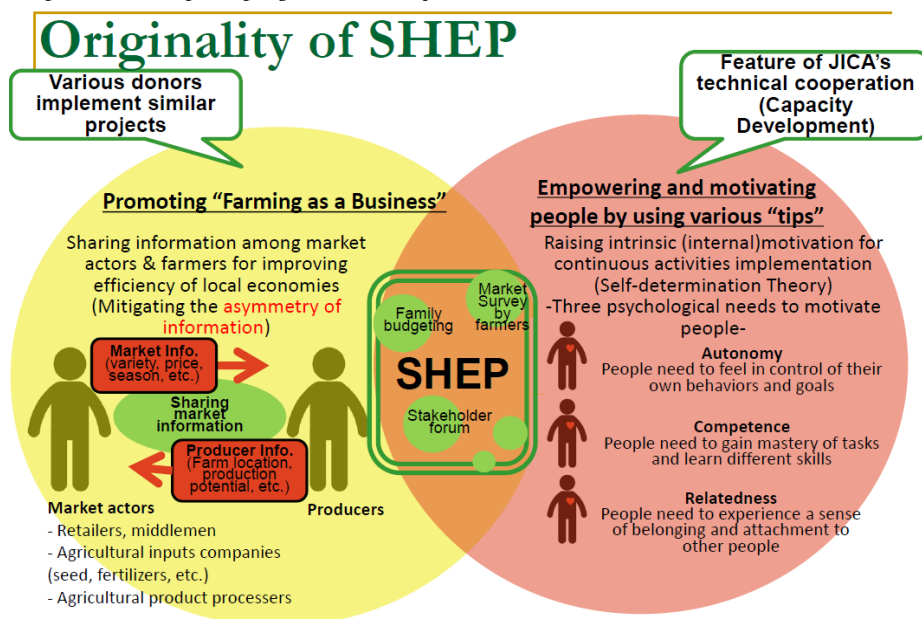 Originality of SHEP
Various donors
implement similar
projects
Feature of JICA's
technical cooperation
(Capacity
Development)
Promoting “Farming as a Business”
Sharing information among market
actors & farmers for improving
efficiency of local economies
(Mitigating the asymmetry of
information)
Market Info.
(variety, price,
season, etc.)
Sharing
market
information
Producer Info.
(Farm location,
production
potential, etc.)
Market actors
- Retailers, middlemen
- Agricultural inputs companies
(seed, fertilizers, etc.)
- Agricultural product processers
Producers
Family
budgeting
Market
Survey
by
farmers
SHEP
Stakeholder
forum
Empowering and motivating
people by using various “tips”
Raising intrinsic (internal)motivation for
continuous activities implementation
(Self-determination Theory)
-Three psychological needs to motivate
people-
Autonomy
People need to feel in control of their
own behaviors and goals
Competence
People need to gain mastery of tasks
and learn different skills
Relatedness
People need to experience a sense
of belonging and attachment to
other people